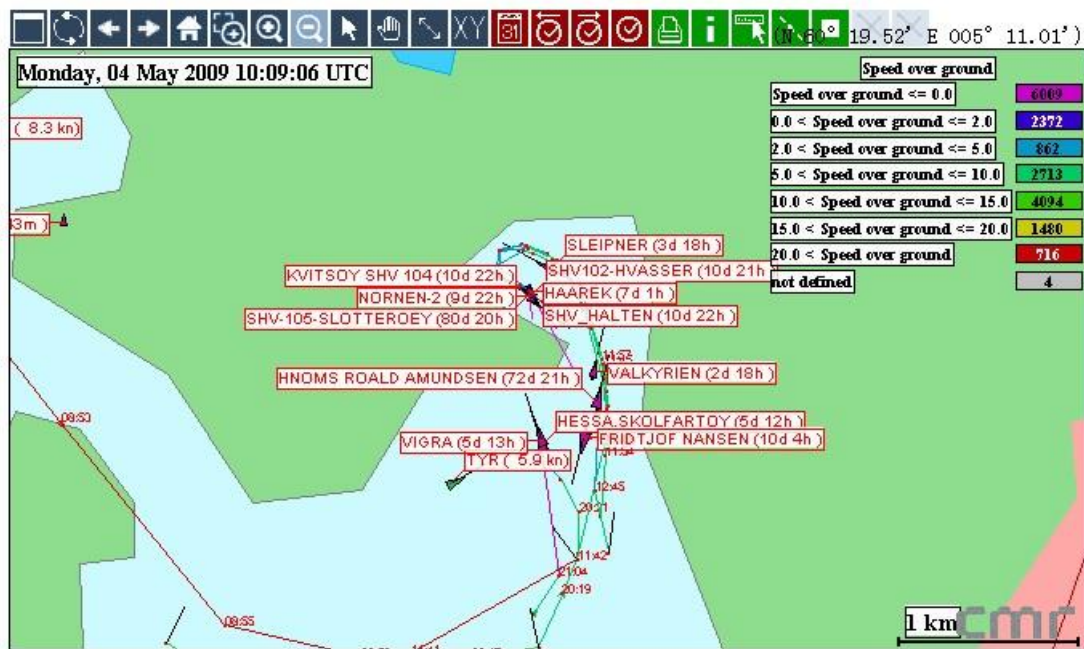 XY
31
(N 60° 19.52' E 005° 11.01')
Monday, 04 May 2009 10:09:06 UTC
Speed over ground
Speed over ground <= 0.0 6009
0.0 < Speed over ground <= 2.0 2372
2.0 < Speed over ground <= 5.0 862
5.0 < Speed over ground <= 10.0 2713
10.0 < Speed over ground <= 15.0 4094
15.0 < Speed over ground <= 20.0 1480
20.0 < Speed over ground 716
not defined 4
( 8.3 kn)
3m )
SLEIPNER (3d 18h )
KVITSOY SHV 104 (10d 22h )
SHV102-HVASSER (10d 21h )
NORNEN-2 (9d 22h )
HAAREK (7d 1h )
SHV-105-SLOTTEROEY (80d 20h )
SHV_HALTEN (10d 22h )
VALKYRIEN (2d 18h )
HNOMS ROALD AMUNDSEN (72d 21h )
08:53
HESSA.SKOLFARTOY (5d 12h )
VIGRA (5d 13h )
FRIDTJOF NANSEN (10d 4h )
TYR ( 5.9 kn)
12:45
11:42
21:04
20:19
08:55
1 km
cmr